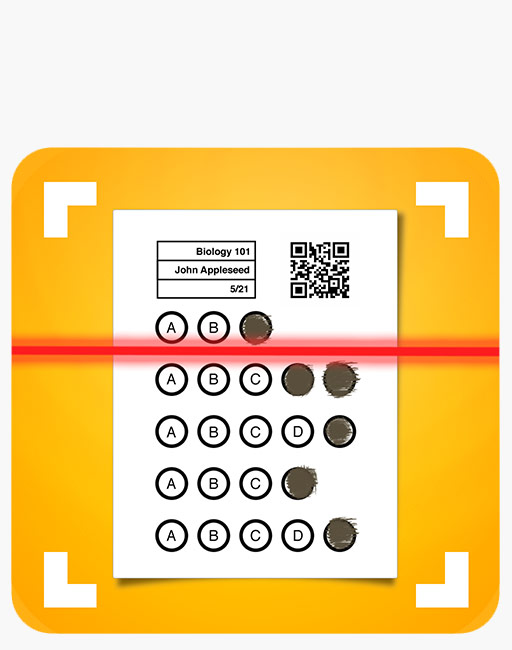 Biology 101
John Appleseed
5/21
A B
A B C
A B C D
A B C
A B C D